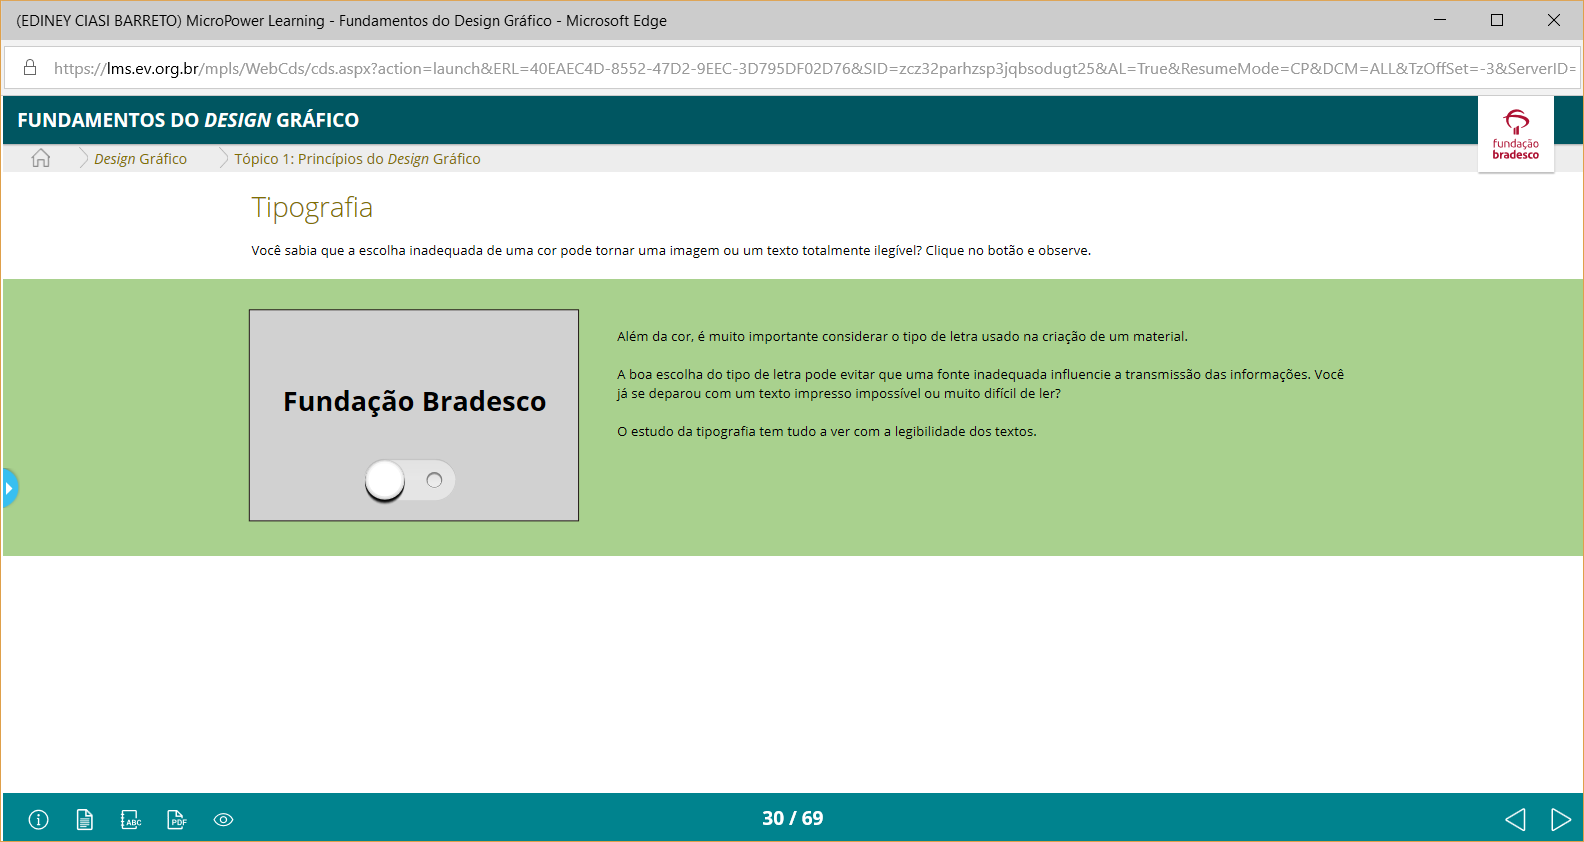 (EDINEY CIASI BARRETO) MicroPower Learning - Fundamentos do Design Gráfico - Microsoft Edge
https://lms.ev.org.br/mpls/WebCds/cds.aspx?action=launch&ERL=40EAEC4D-8552-47D2-9EEC-3D795DF02D76&SID=zcz32parhzsp3jqbsodugt25&AL=True&ResumeMode=CP&DCM=ALL&TzOffSet=-3&ServerID=
FUNDAMENTOS DO DESIGN GRÁFICO
fundação
bradesco
Design Gráfico
Tópico 1: Princípios do Design Gráfico
Tipografia
Você sabia que a escolha inadequada de uma cor pode tornar uma imagem ou um texto totalmente ilegível? Clique no botão e observe.
Fundação Bradesco
Além da cor, é muito importante considerar o tipo de letra usado na criação de um material.
A boa escolha do tipo de letra pode evitar que uma fonte inadequada influencie a transmissão das informações. Você
já se deparou com um texto impresso impossível ou muito difícil de ler?
O estudo da tipografia tem tudo a ver com a legibilidade dos textos.
ABC
PDF
30 / 69